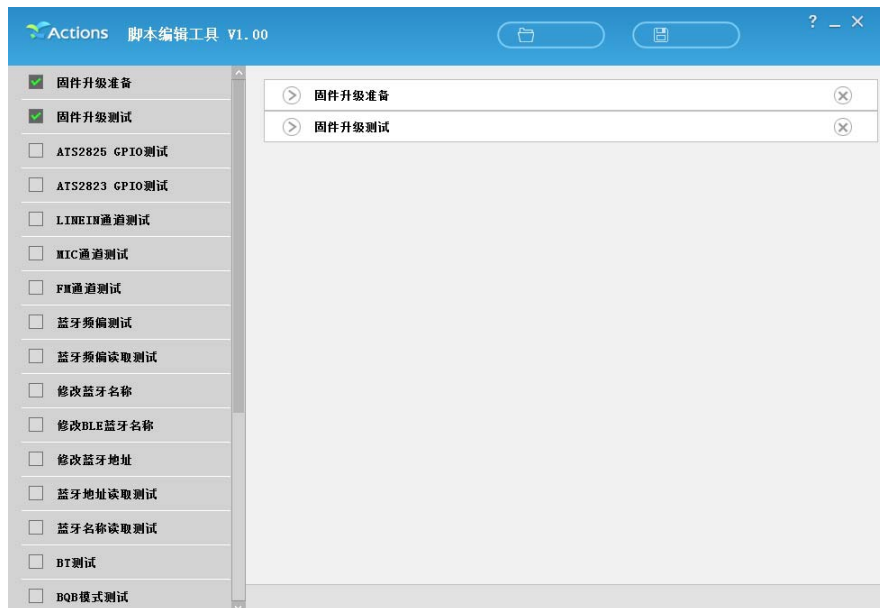 Actions 脚本编辑工具 V1.00
固件升级准备
固件升级测试
ATS2825 GPIO测试
ATS2823 GPIO测试
LINEIN通道测试
MIC通道测试
FM通道测试
蓝牙频偏测试
蓝牙频偏读取测试
修改蓝牙名称
修改BLE蓝牙名称
修改蓝牙地址
蓝牙地址读取测试
蓝牙名称读取测试
BT测试
BQB模式测试
固件升级准备
固件升级测试